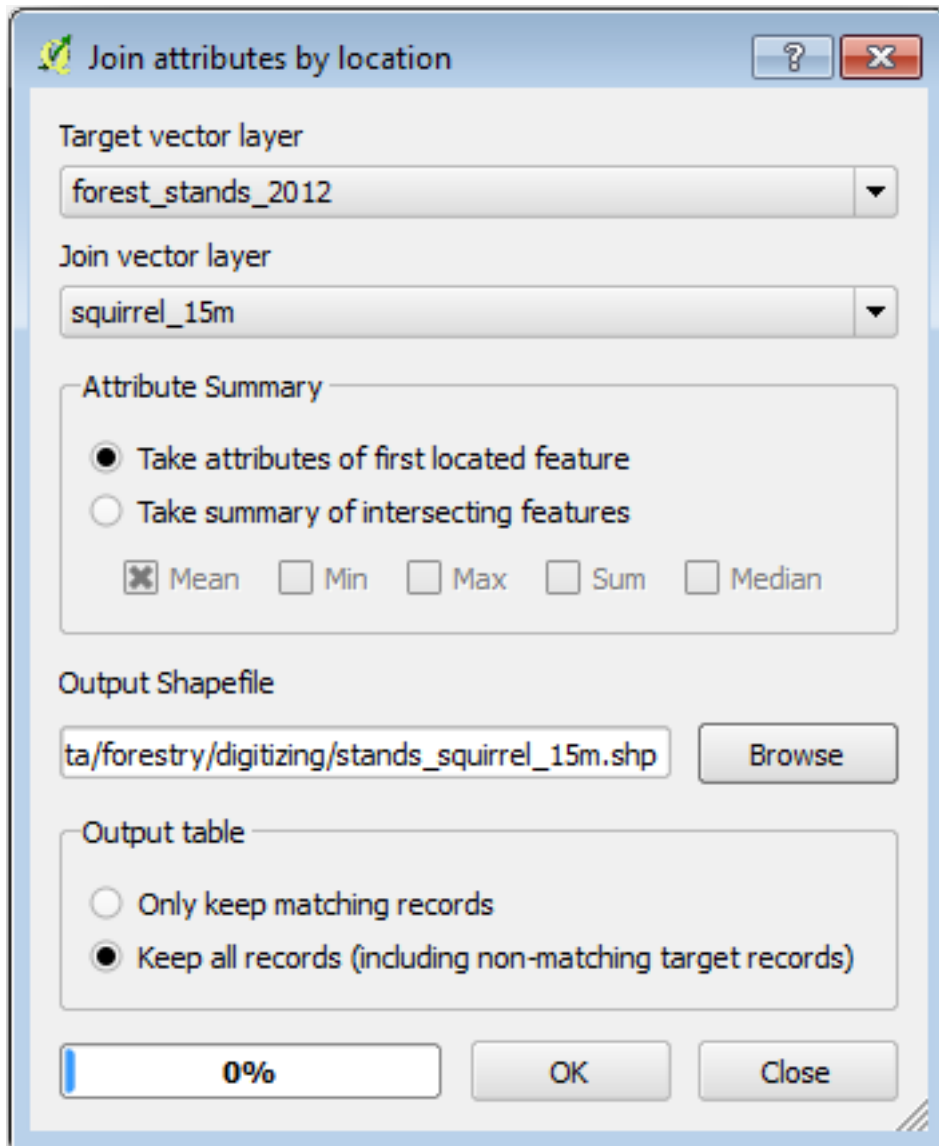 Join attributes by location
?
Target vector layer
forest_stands_2012
Join vector layer
squirrel_15m
Attribute Summary
Take attributes of first located feature
Take summary of intersecting features
Mean Min Max Sum Median
Output Shapefile
ta/forestry/digitizing/stands_squirrel_15m.shp Browse
Output table
Only keep matching records
Keep all records (including non-matching target records)
0% OK Close